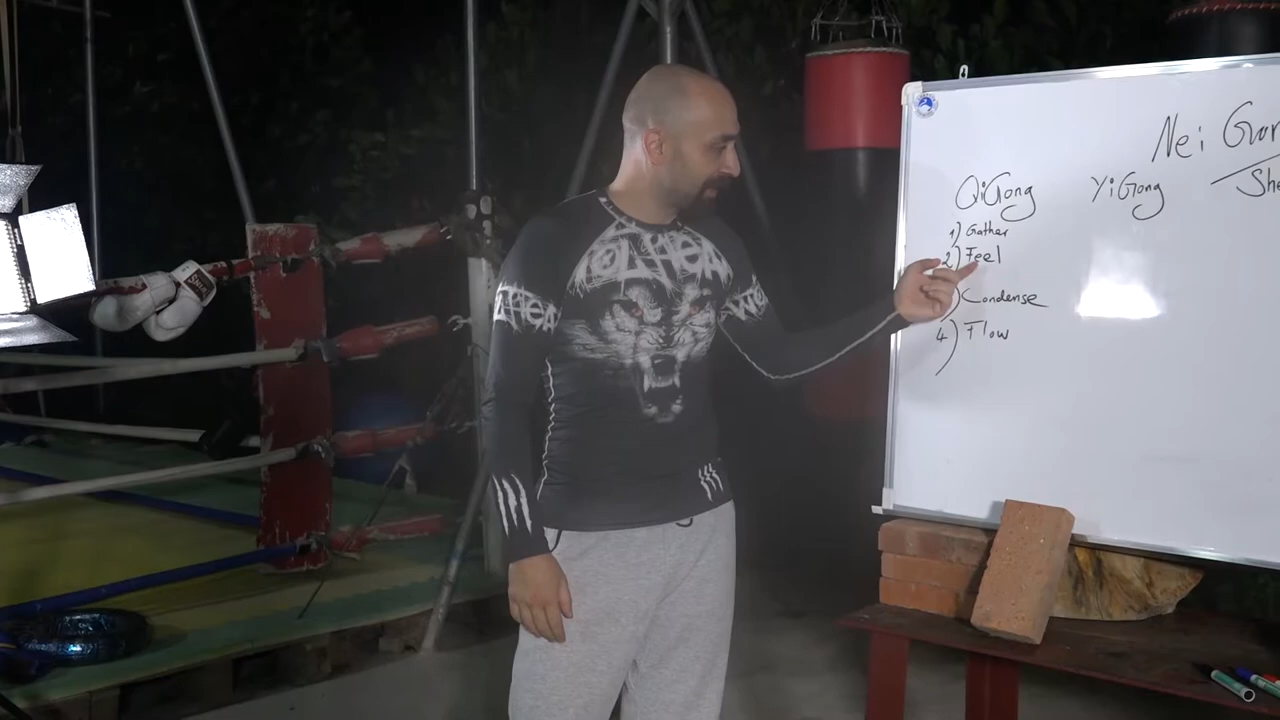 Nei Gon
QiGong YiGong She
1) Gather
2) Feel
) Condense
4) Flow